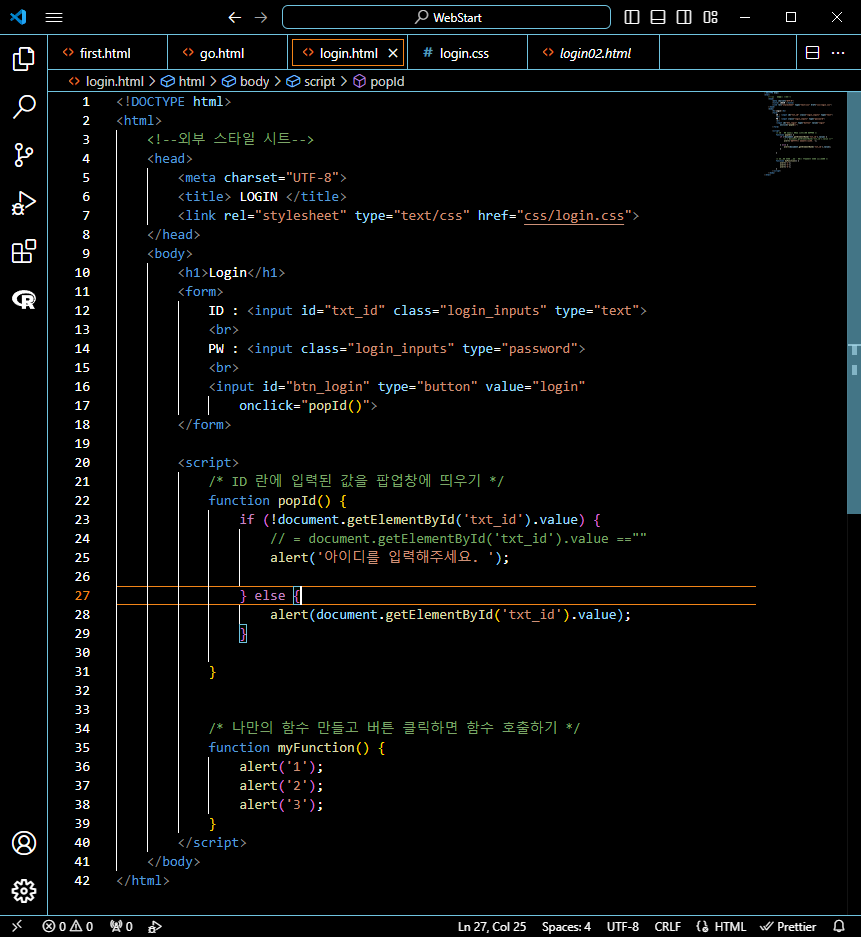 WebStart
first.html
go.html
login.html
# login.css
login02.html
login.html > html > body > script > popId
1 <!DOCTYPE html>
2 <html>
3 <!--외부 스타일 시트-->
4 <head>
5 <meta charset="UTF-8">
6 <title> LOGIN </title>
7 <link rel="stylesheet" type="text/css" href="css/login.css">
8 </head>
9 <body>
10 <h1>Login</h1>
11 <form>
12 ID : <input id="txt_id" class="login_inputs" type="text">
13 <br>
14 PW : <input class="login_inputs" type="password">
15 <br>
16 <input id="btn_login" type="button" value="login"
17 onclick="popId()">
18 </form>
19
20 <script>
21 /* ID 란에 입력된 값을 팝업창에 띄우기 */
22 function popId() {
23 if (!document.getElementById('txt_id').value) {
24 // = document.getElementById('txt_id').value ==""
25 alert('아이디를 입력해주세요. ');
26
27 } else {
28 alert(document.getElementById('txt_id').value);
29 }
30
31 }
32
33
34 /* 나만의 함수 만들고 버튼 클릭하면 함수 호출하기 */
35 function myFunction() {
36 alert('1');
37 alert('2');
38 alert('3');
39 }
40 </script>
41 </body>
42 </html>
0 0 0 Ln 27, Col 25 Spaces: 4 UTF-8 CRLF HTML Prettier